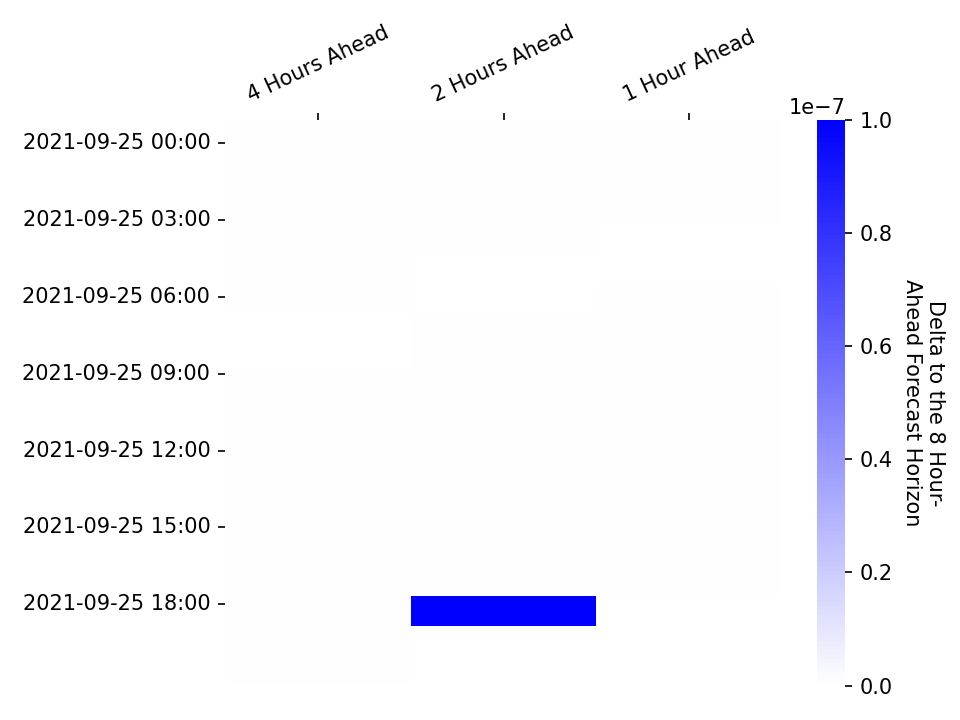 4 Hours Ahead
2 Hours Ahead
1 Hour Ahead
1e−7
2021-09-25 00:00
2021-09-25 03:00
2021-09-25 06:00
2021-09-25 09:00
2021-09-25 12:00
2021-09-25 15:00
2021-09-25 18:00
1.0
0.8
0.6
0.4
0.2
0.0
Delta to the 8 Hour-
Ahead Forecast Horizon